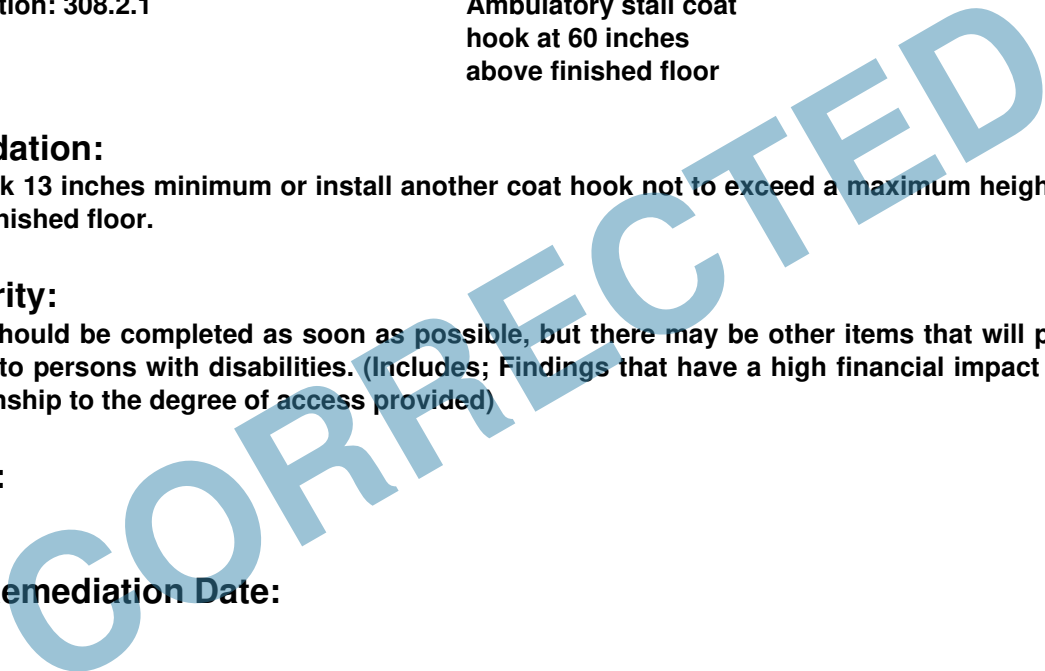 tion: 308.2.1
Ambulatory stall coat
hook at 60 inches
above finished floor
dation:
k 13 inches minimum or install another coat hook not to exceed a maximum heigh
nished floor.
rity:
hould be completed as soon as possible, but there may be other items that will p
to persons with disabilities. (Includes; Findings that have a high financial impact
nship to the degree of access provided)
:
emediation Date:
CORRECTED